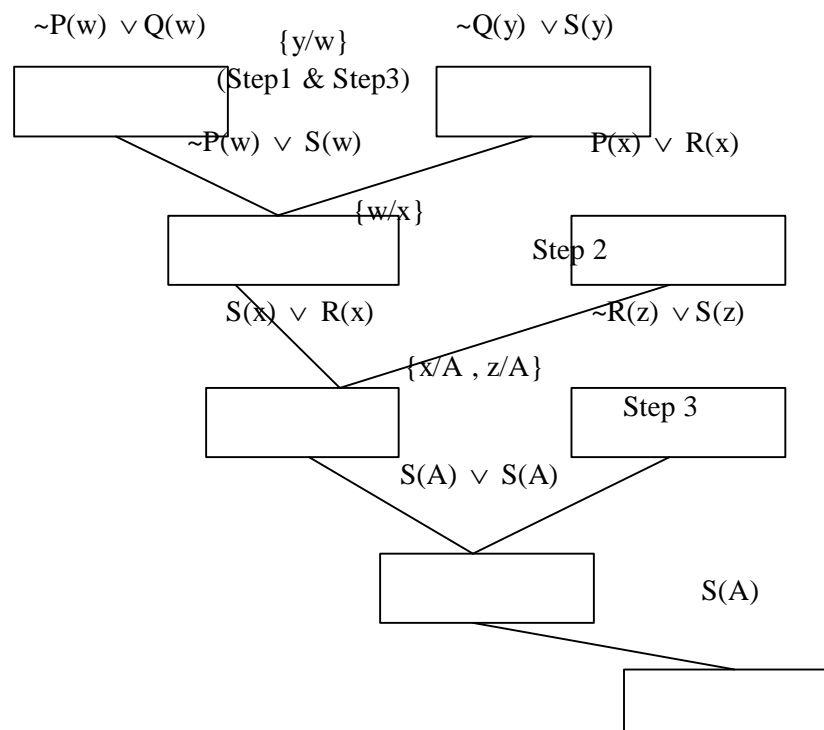 ~P(w) ∨ Q(w)
{y/w}
~Q(y) ∨ S(y)
(Step1 & Step3)
~P(w) ∨ S(w)
P(x) ∨ R(x)
{w/x}
Step 2
S(x) ∨ R(x)
~R(z) ∨ S(z)
{x/A , z/A}
Step 3
S(A) ∨ S(A)
S(A)